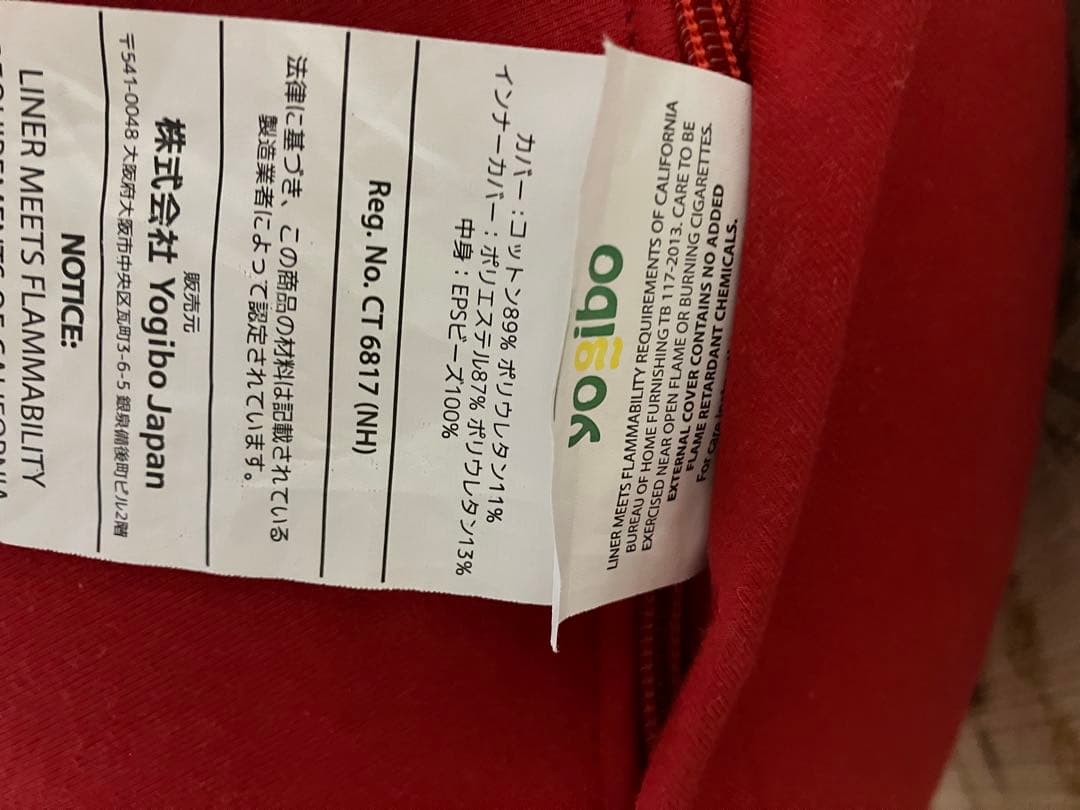 カバー：コットン89% ポリウレタン11%
インナーカバー：ポリエステル87% ポリウレタン13%
中身：EPSビーズ100%
Reg. No. CT 6817 (NH)
法律に基づき、この商品の材料は記載されている
製造業者によって認定されています。
販売元
株式会社 Yogibo Japan
〒541-0048 大阪府大阪市中央区瓦町3-6-5 銀泉備後町ビル2階
NOTICE:
LINER MEETS FLAMMABILITY
REQUIREMENTS OF CALIFORNIA
yogibo
LINER MEETS FLAMMABILITY REQUIREMENTS OF CALIFORNIA
BUREAU OF HOME FURNISHING TB 117-2013. CARE TO BE
EXERCISED NEAR OPEN FLAME OR BURNING CIGARETTES.
EXTERNAL COVER CONTAINS NO ADDED
FLAME RETARDANT CHEMICALS.
For care